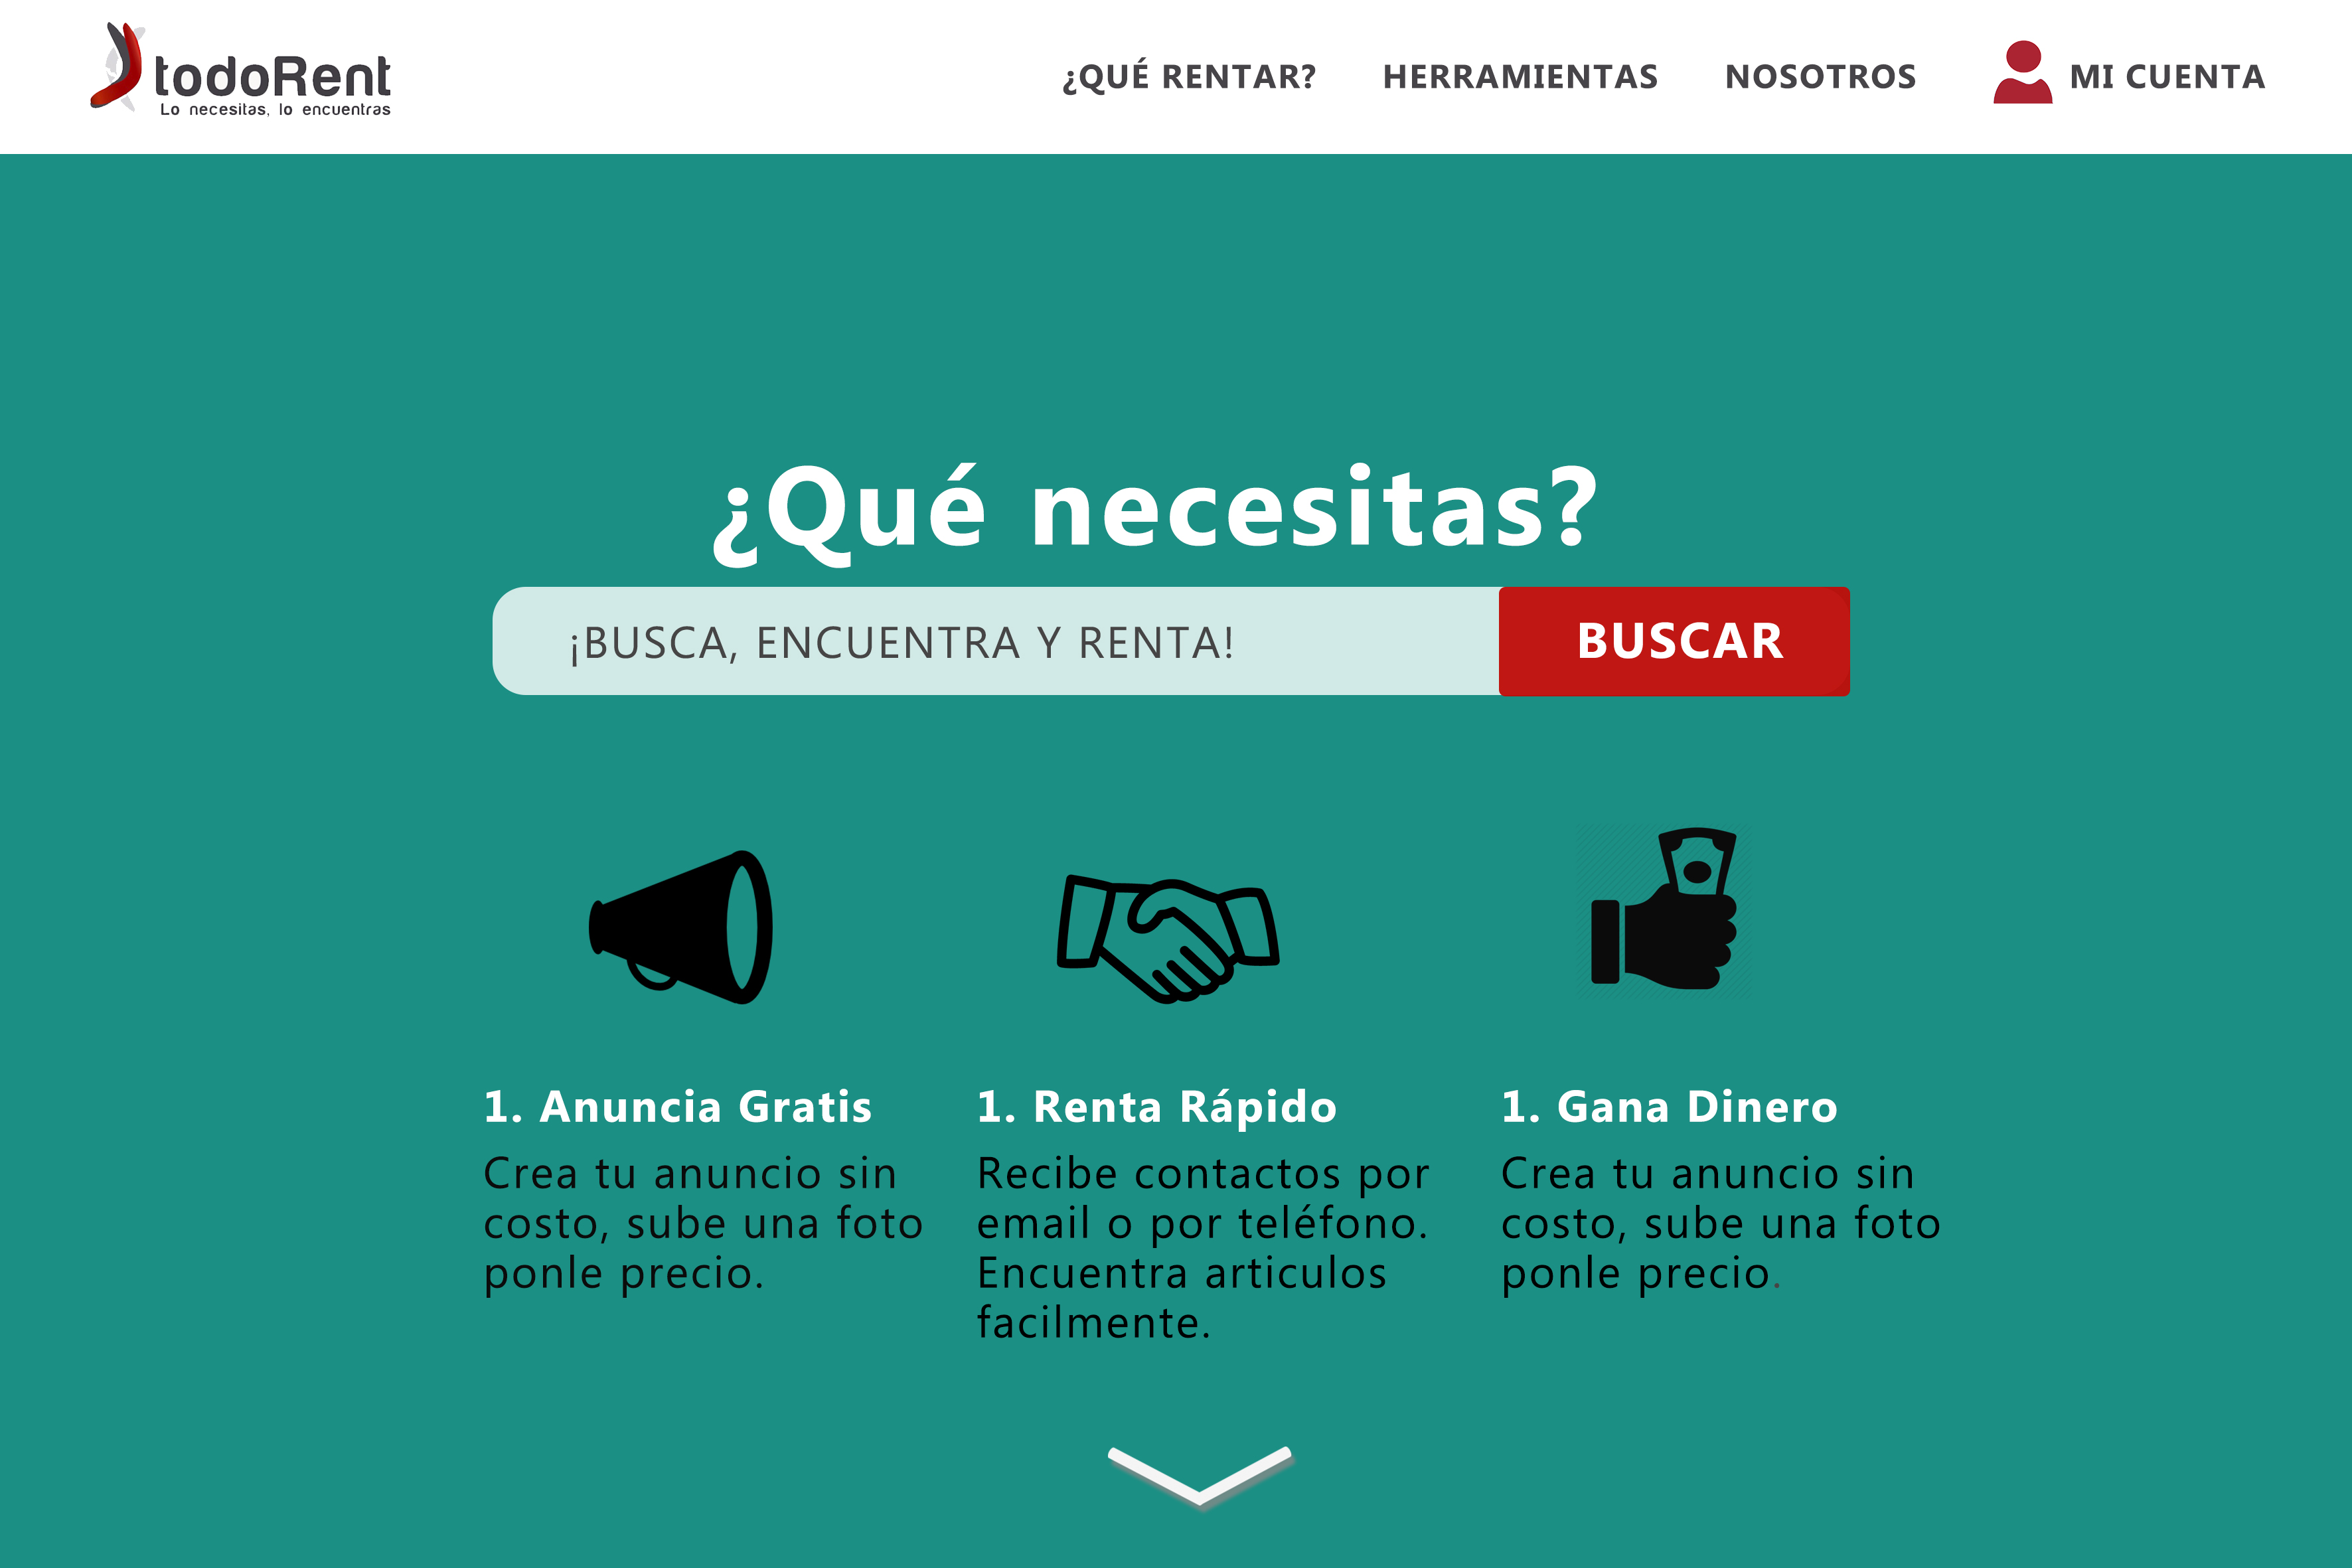 todoRent
Lo necesitas, lo encuentras
¿QUÉ RENTAR?
HERRAMIENTAS
NOSOTROS
MI CUENTA
¿Qué necesitas?
¡BUSCA, ENCUENTRA Y RENTA!
BUSCAR
1. Anuncia Gratis
Crea tu anuncio sin
costo, sube una foto
ponle precio.
1. Renta Rápido
Recibe contactos por
email o por teléfono.
Encuentra articulos
facilmente.
1. Gana Dinero
Crea tu anuncio sin
costo, sube una foto
ponle precio.